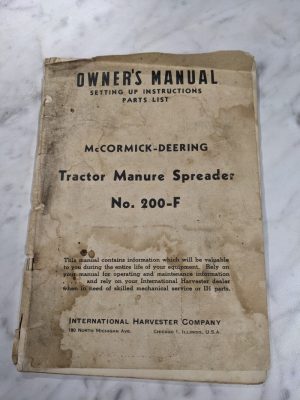 OWNER'S MANUAL
SETTING UP INSTRUCTIONS
PARTS LIST
McCORMICK-DEERING
Tractor Manure Spreader
No. 200-F
This manual contains information which will be valuable
to you during the entire life of your equipment. Rely on
your manual for operating and maintenance information
. . . . and rely on your International Harvester dealer
when in need of skilled mechanical service or IH parts.
INTERNATIONAL HARVESTER COMPANY
180 NORTH MICHIGAN AVE. CHICAGO 1, ILLINOIS, U.S.A.